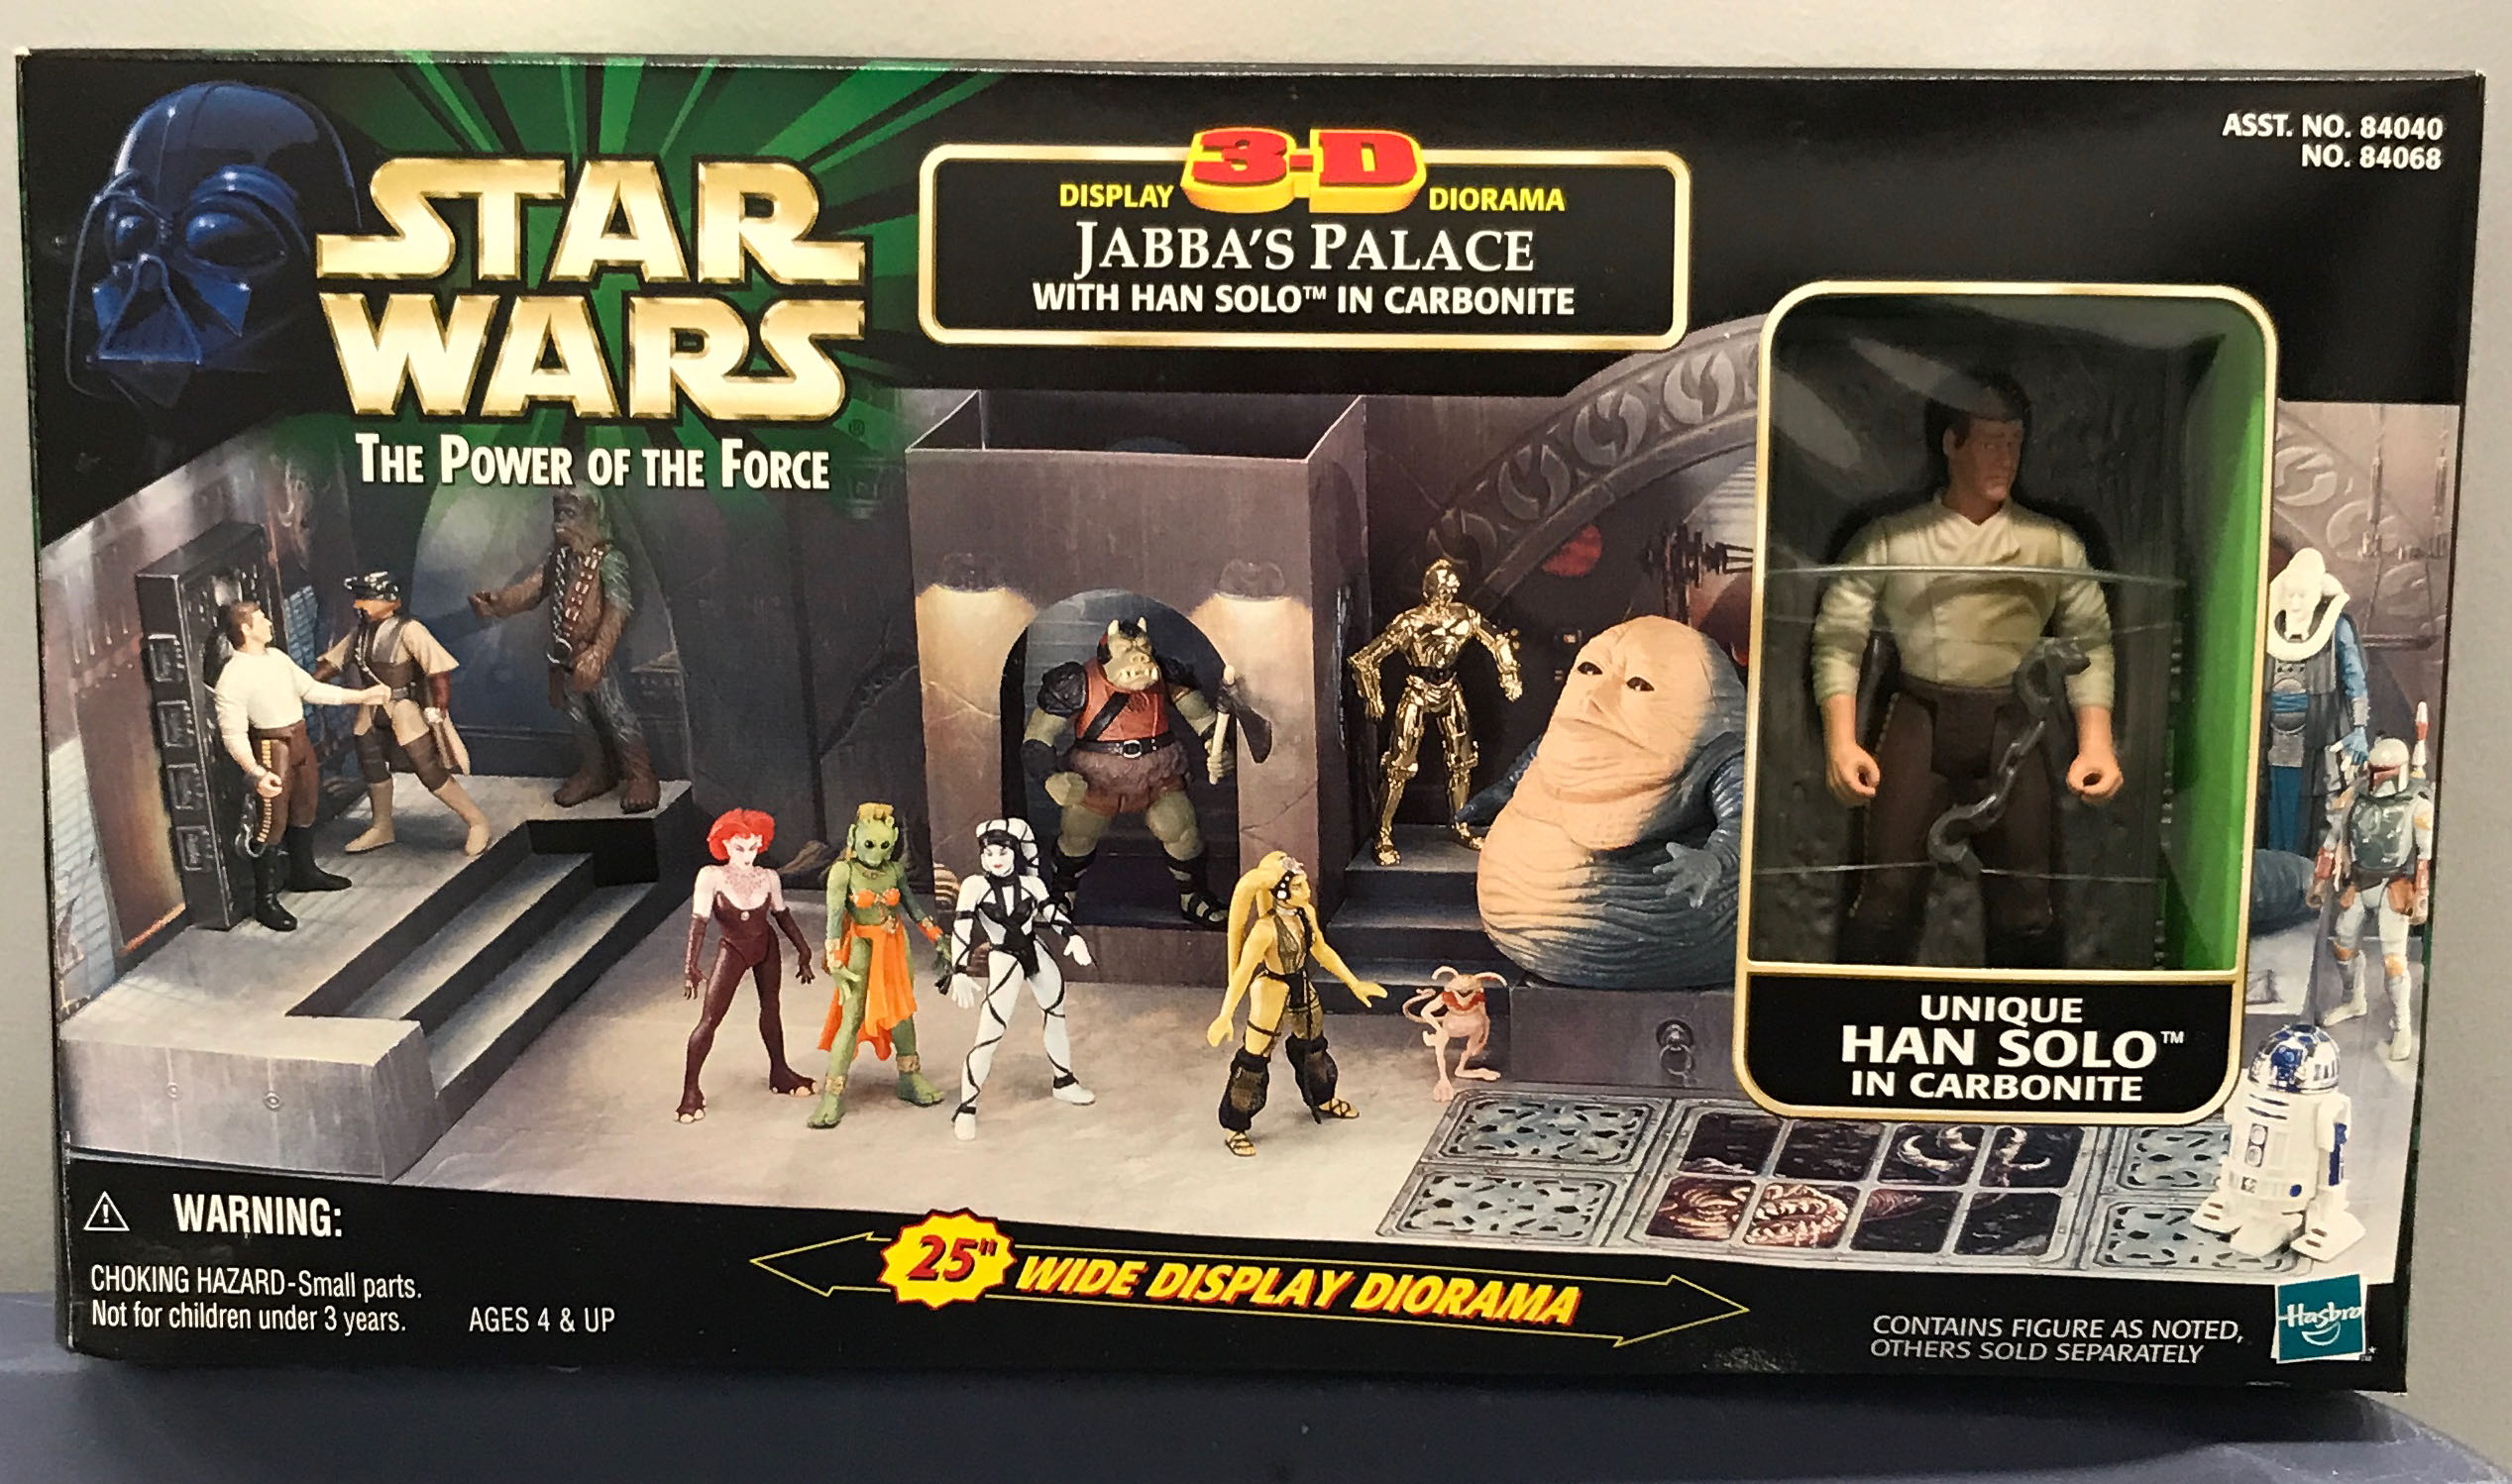 STAR
WARS
®
THE POWER OF THE FORCE
3-D
DISPLAY DIORAMA
JABBA'S PALACE
WITH HAN SOLO™ IN CARBONITE
ASST. NO. 84040
NO. 84068
UNIQUE
HAN SOLO™
IN CARBONITE
⚠ WARNING:
CHOKING HAZARD-Small parts.
Not for children under 3 years.
AGES 4 & UP
25" WIDE DISPLAY DIORAMA
CONTAINS FIGURE AS NOTED,
OTHERS SOLD SEPARATELY
Hasbro